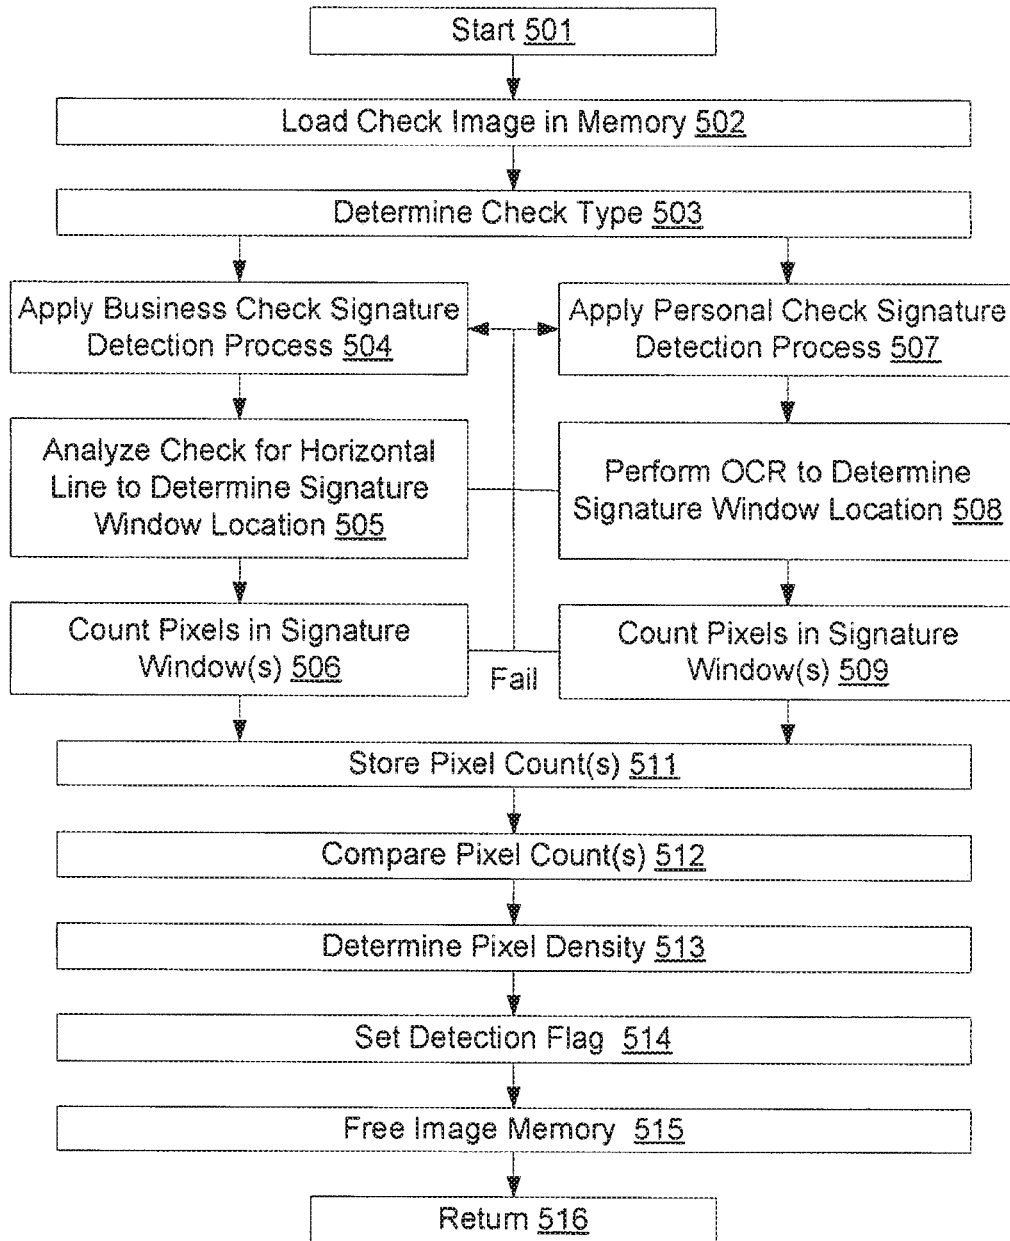 Start 501
Load Check Image in Memory 502
Determine Check Type 503
Apply Business Check Signature
Detection Process 504
Apply Personal Check Signature
Detection Process 507
Analyze Check for Horizontal
Line to Determine Signature
Window Location 505
Perform OCR to Determine
Signature Window Location 508
Count Pixels in Signature
Window(s) 506
Fail
Count Pixels in Signature
Window(s) 509
Store Pixel Count(s) 511
Compare Pixel Count(s) 512
Determine Pixel Density 513
Set Detection Flag 514
Free Image Memory 515
Return 516